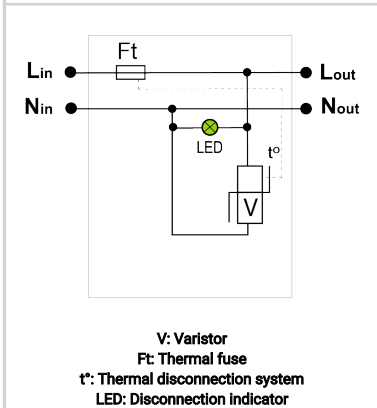 Ft
Lin Lout
Nin Nout
LED t°
V
V: Varistor
Ft: Thermal fuse
t°: Thermal disconnection system
LED: Disconnection indicator